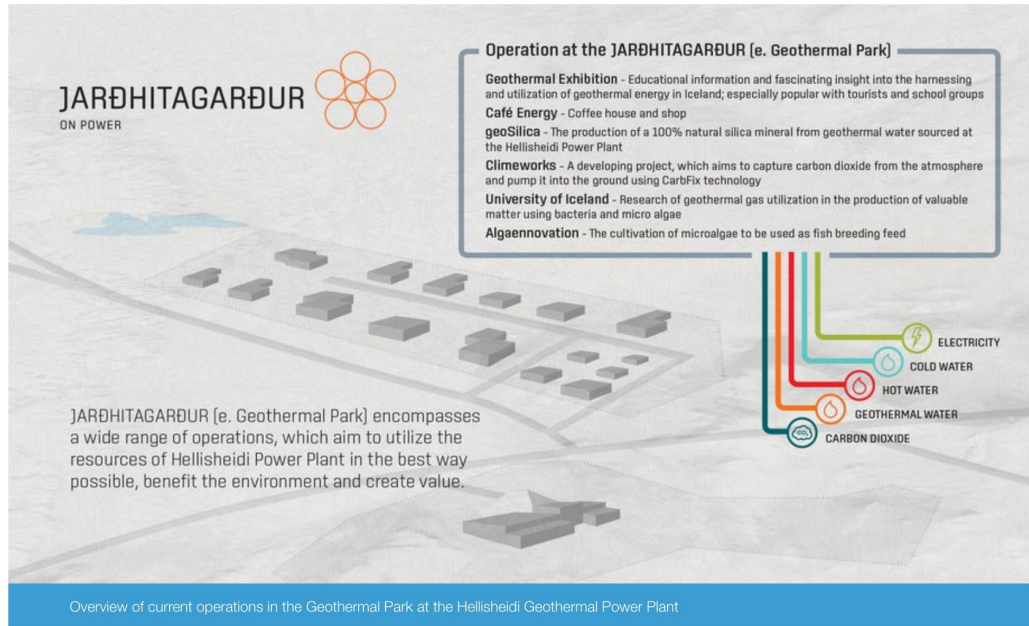 JARÐHITAGARÐUR
ON POWER
Operation at the JARÐHITAGARÐUR (e. Geothermal Park)
Geothermal Exhibition - Educational information and fascinating insight into the harnessing
and utilization of geothermal energy in Iceland; especially popular with tourists and school groups
Café Energy - Coffee house and shop
geoSilica - The production of a 100% natural silica mineral from geothermal water sourced at
the Hellisheidi Power Plant
Climeworks - A developing project, which aims to capture carbon dioxide from the atmosphere
and pump it into the ground using CarbFix technology
University of Iceland - Research of geothermal gas utilization in the production of valuable
matter using bacteria and micro algae
Algaennovation - The cultivation of microalgae to be used as fish breeding feed
ELECTRICITY
COLD WATER
HOT WATER
GEOTHERMAL WATER
CO₂ CARBON DIOXIDE
JARÐHITAGARÐUR (e. Geothermal Park) encompasses
a wide range of operations, which aim to utilize the
resources of Hellisheidi Power Plant in the best way
possible, benefit the environment and create value.
Overview of current operations in the Geothermal Park at the Hellisheidi Geothermal Power Plant